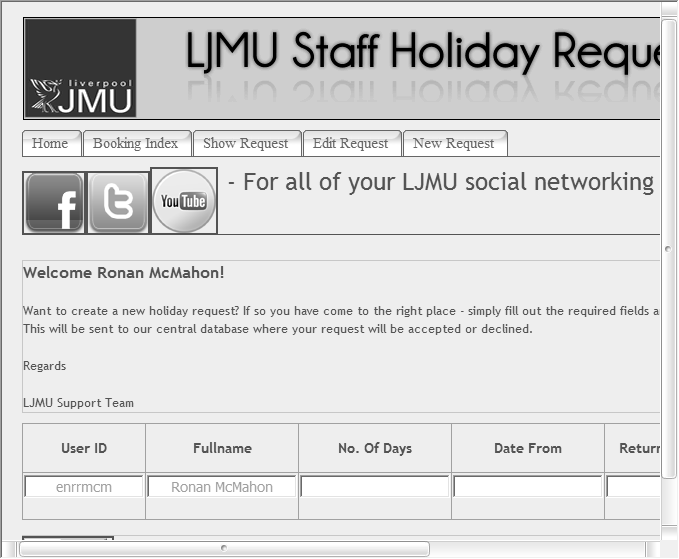 liverpool
JMU
LJMU Staff Holiday Reque
Home
Booking Index
Show Request
Edit Request
New Request
f
t
You Tube
- For all of your LJMU social networking
Welcome Ronan McMahon!
Want to create a new holiday request? If so you have come to the right place - simply fill out the required fields a
This will be sent to our central database where your request will be accepted or declined.
Regards
LJMU Support Team
User ID
Fullname
No. Of Days
Date From
Return
enrrmcm
Ronan McMahon